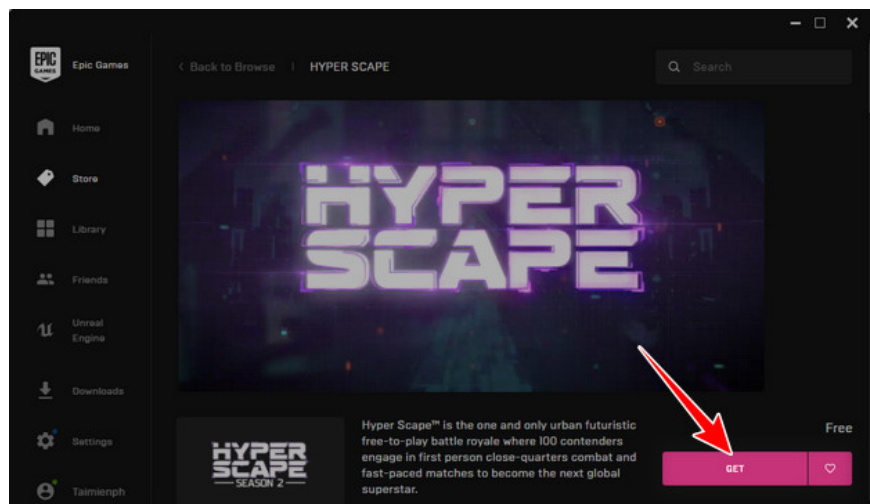 EPIC
GAMES
Epic Games
Back to Browse
HYPER SCAPE
Search
Home
Store
Library
Friends
Unreal
Engine
Downloads
Settings
Taimienph
HYPER
SCAPE
HYPER
SCAPE
SEASON 2
Hyper Scape™ is the one and only urban futuristic
free-to-play battle royale where 100 contenders
engage in first person close-quarters combat and
fast-paced matches to become the next global
superstar.
Free
GET